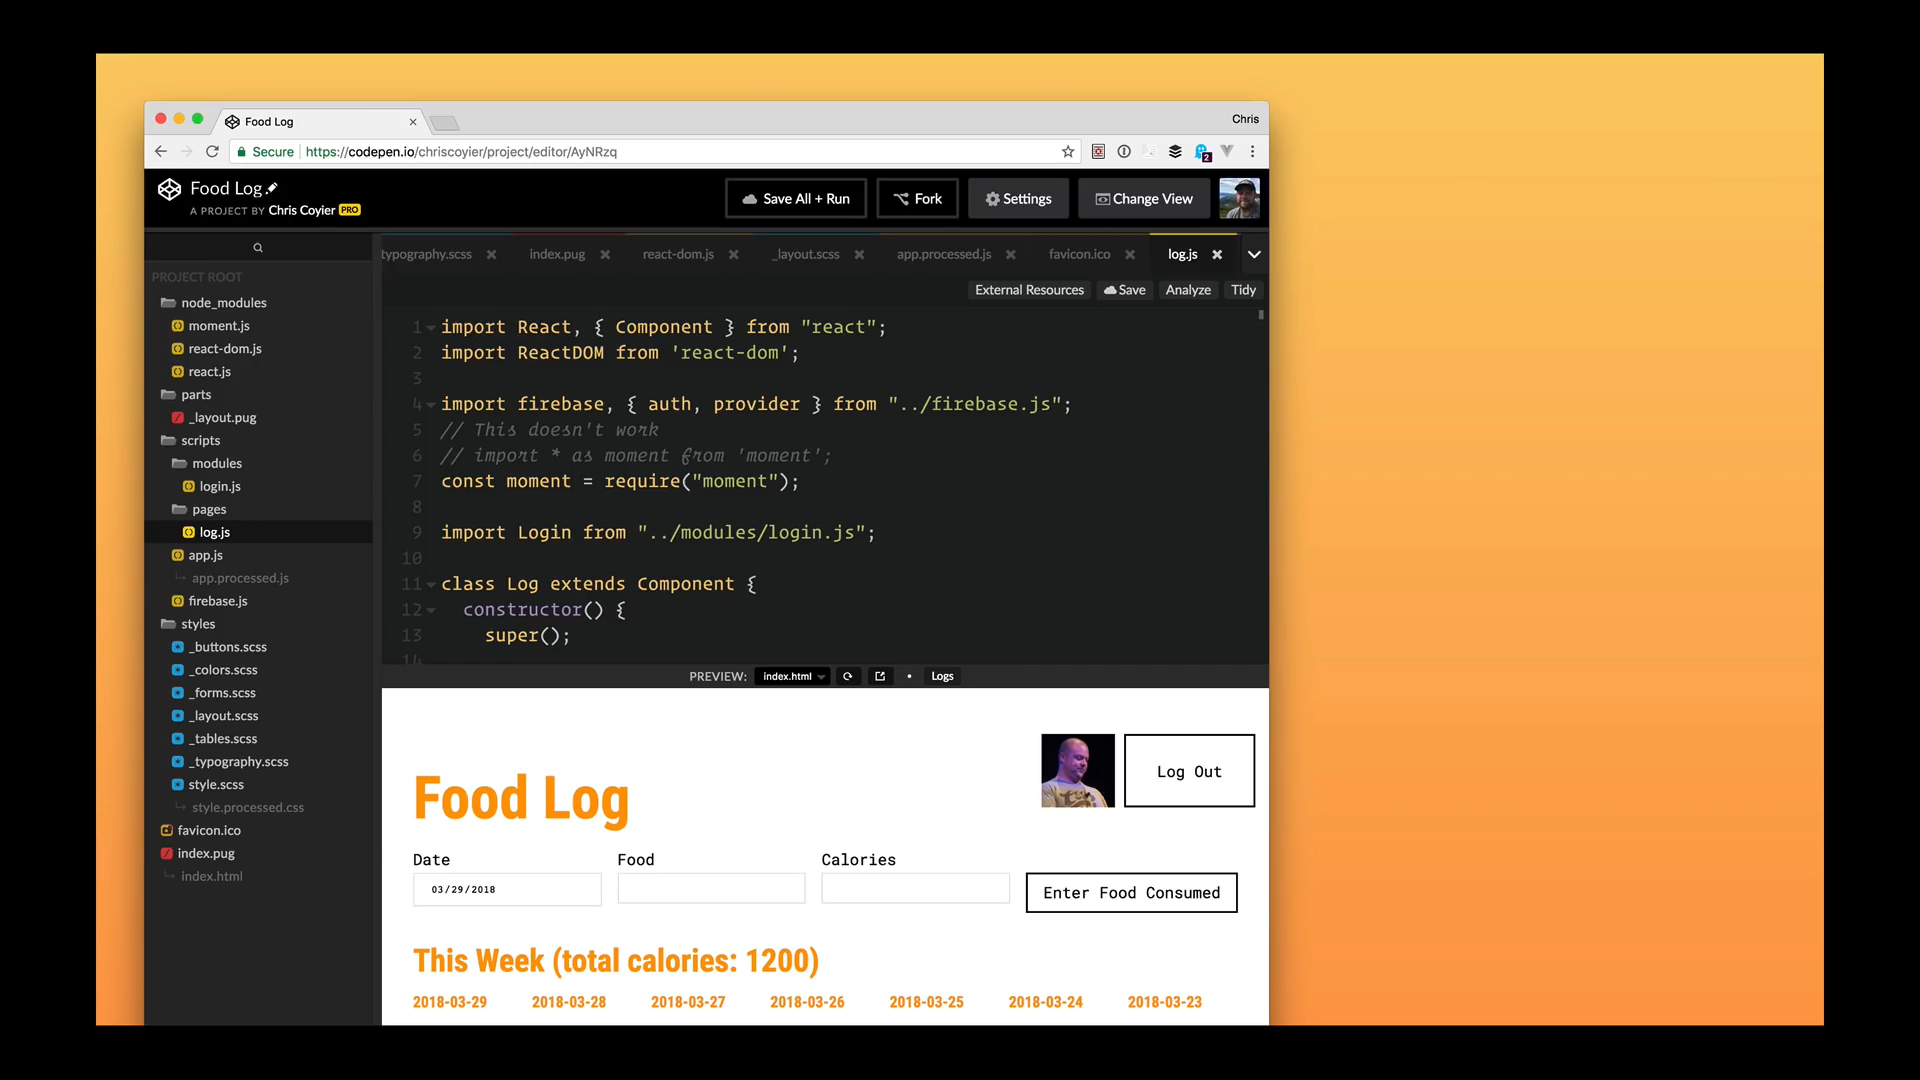 Food Log
Chris
Secure https://codepen.io/chriscoyier/project/editor/AyNRzq
2
Food Log
A PROJECT BY Chris Coyier PRO
Save All + Run
Fork
Settings
Change View
PROJECT ROOT
node_modules
moment.js
react-dom.js
react.js
parts
_layout.pug
scripts
modules
login.js
pages
log.js
app.js
app.processed.js
firebase.js
styles
_buttons.scss
_colors.scss
_forms.scss
_layout.scss
_tables.scss
_typography.scss
style.scss
style.processed.css
favicon.ico
index.pug
index.html
typography.scss index.pug react-dom.js _layout.scss app.processed.js favicon.ico log.js
External Resources Save Analyze Tidy
1 import React, { Component } from "react";
2 import ReactDOM from 'react-dom';
3
4 import firebase, { auth, provider } from "../firebase.js";
5 // This doesn't work
6 // import * as moment from 'moment';
7 const moment = require("moment");
8
9 import Login from "../modules/login.js";
10
11 class Log extends Component {
12 constructor() {
13 super();
14
PREVIEW: index.html Logs
Log Out
Food Log
Date Food Calories
03/29/2018
Enter Food Consumed
This Week (total calories: 1200)
2018-03-29 2018-03-28 2018-03-27 2018-03-26 2018-03-25 2018-03-24 2018-03-23